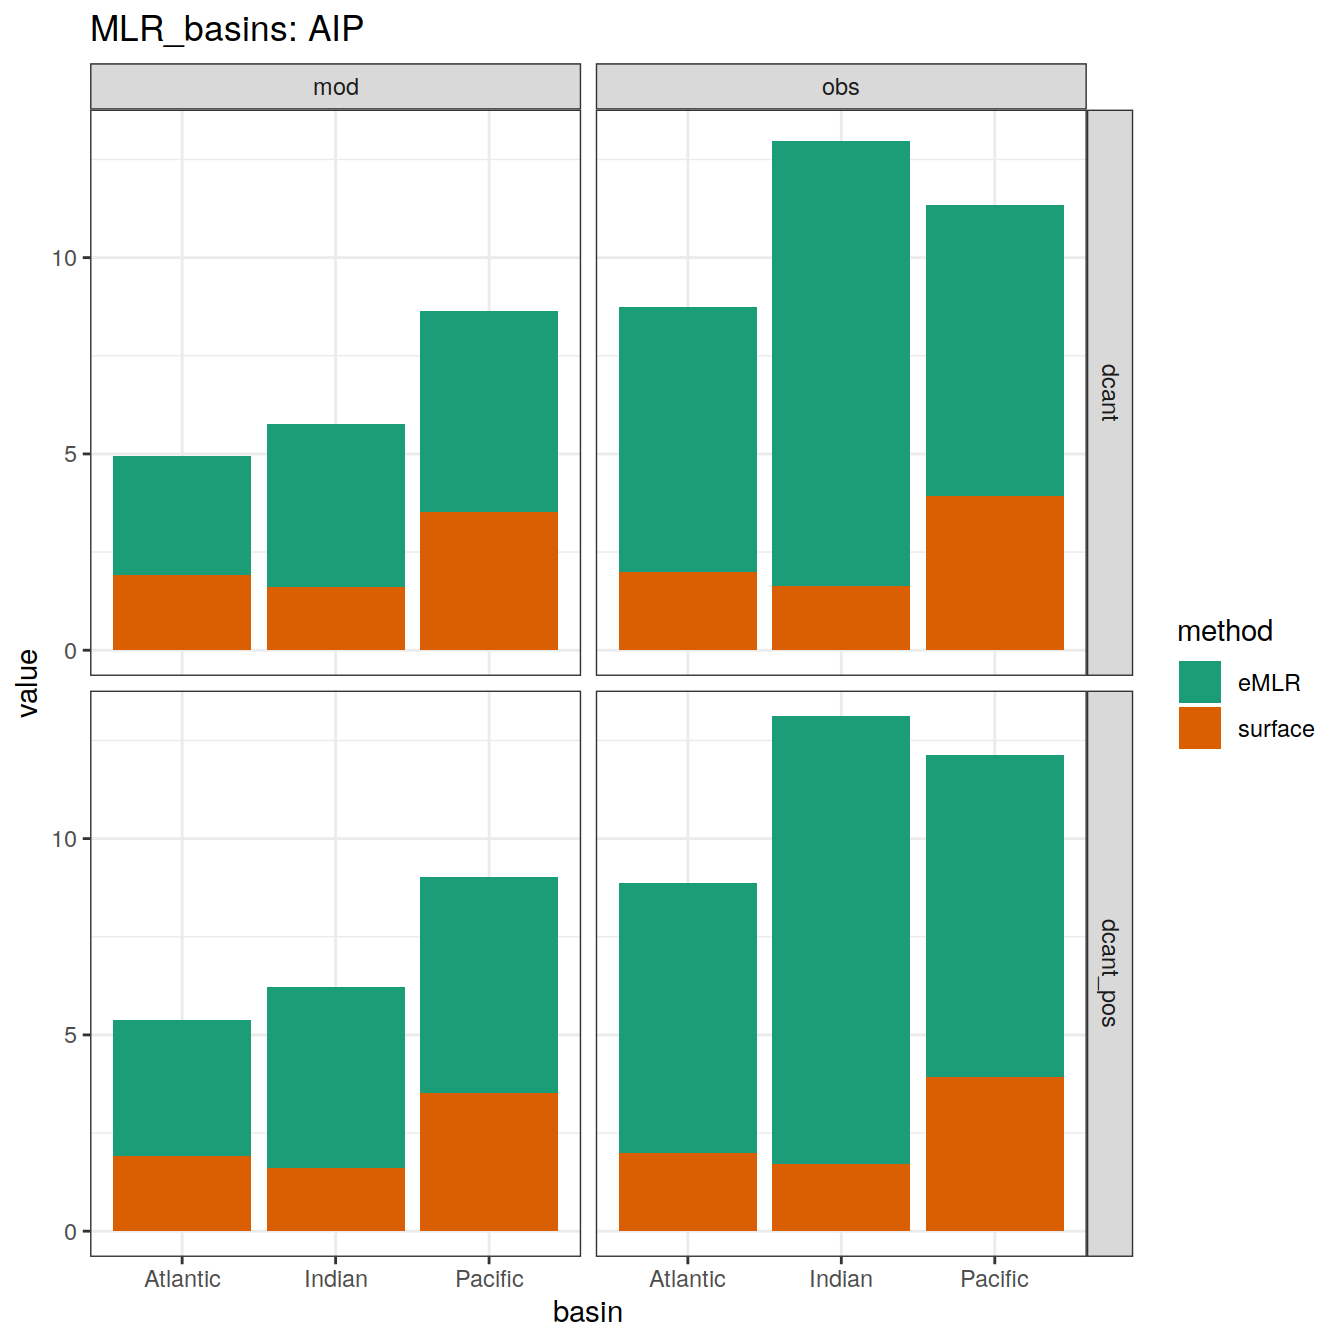 MLR_basins: AIP
mod
obs
10
5
0
dcant
10
5
0
dcant_pos
value
Atlantic
Indian
Pacific
Atlantic
Indian
Pacific
basin
method
eMLR
surface